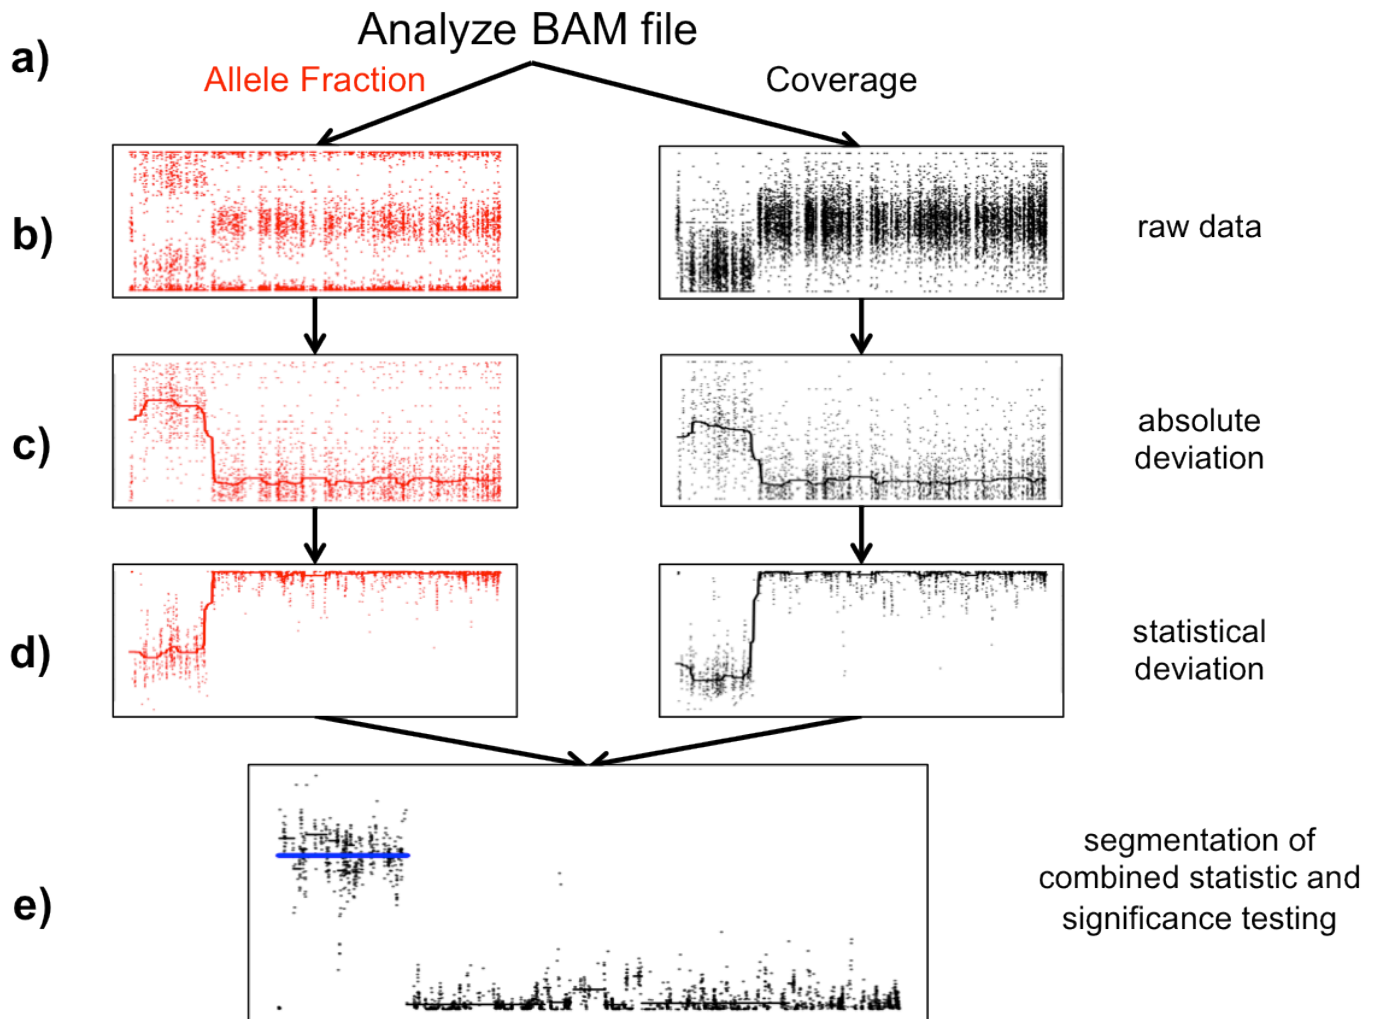 Analyze BAM file
a)
Allele Fraction
Coverage
b)
raw data
c)
absolute
deviation
d)
statistical
deviation
e)
segmentation of
combined statistic and
significance testing